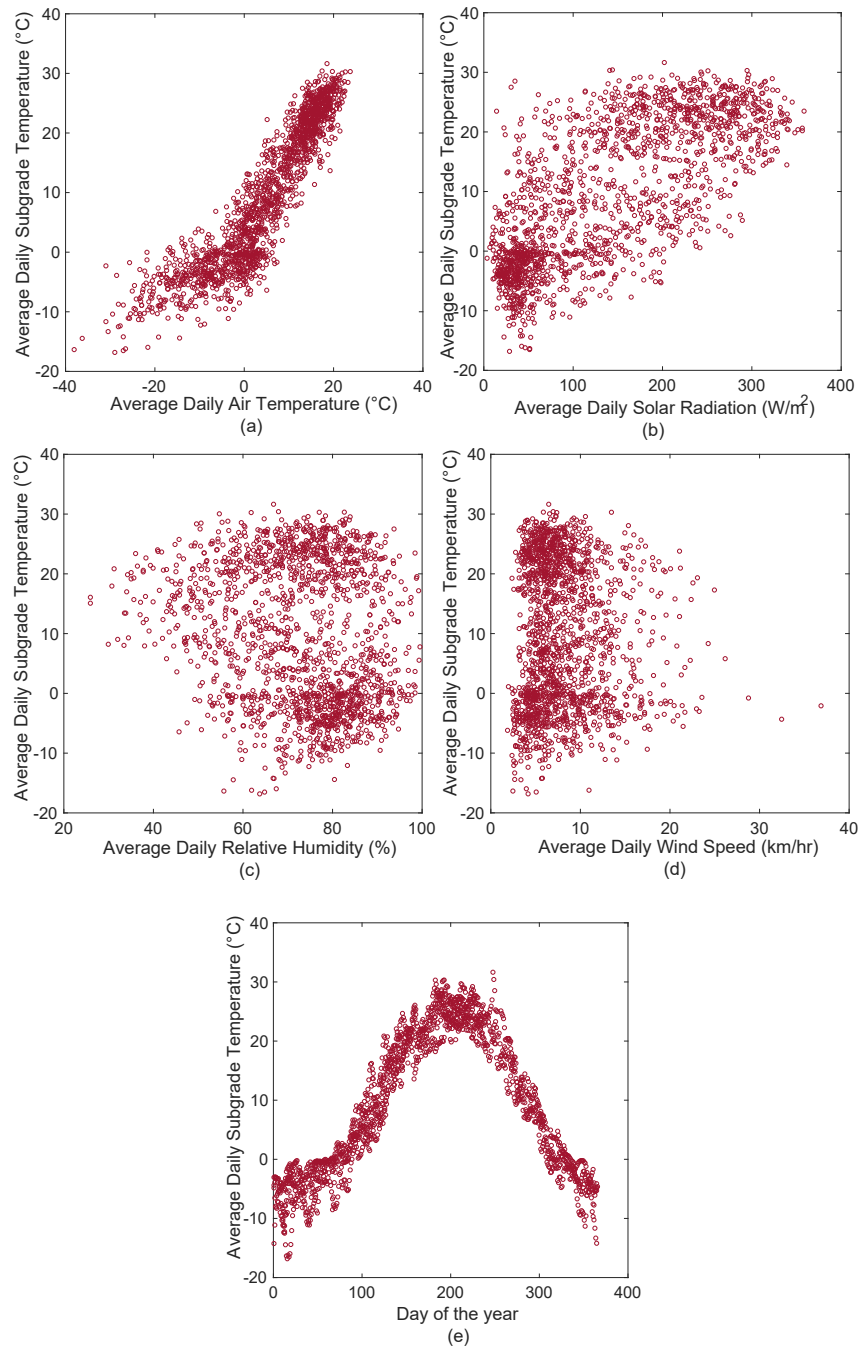 40
30
20
10
0
-10
-20
Average Daily Subgrade Temperature (°C)
-40 -20 0 20 40
Average Daily Air Temperature (°C)
(a)
40
30
20
10
0
-10
-20
Average Daily Subgrade Temperature (°C)
0 100 200 300 400
Average Daily Solar Radiation (W/m²)
(b)
40
30
20
10
0
-10
-20
Average Daily Subgrade Temperature (°C)
20 40 60 80 100
Average Daily Relative Humidity (%)
(c)
40
30
20
10
0
-10
-20
Average Daily Subgrade Temperature (°C)
0 10 20 30 40
Average Daily Wind Speed (km/hr)
(d)
40
30
20
10
0
-10
-20
Average Daily Subgrade Temperature (°C)
0 100 200 300 400
Day of the year
(e)